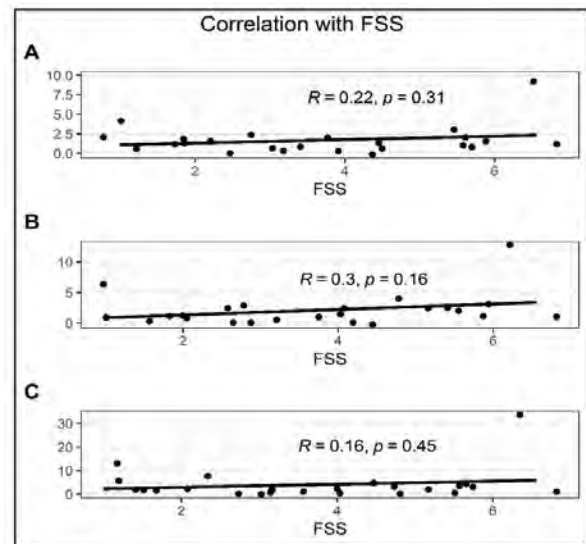 Correlation with FSS
A
10.0
7.5
5.0
2.5
0.0
R = 0.22, p = 0.31
2 4 6
FSS
B
10
5
0
R = 0.3, p = 0.16
2 4 6
FSS
C
30
20
10
0
R = 0.16, p = 0.45
2 4 6
FSS